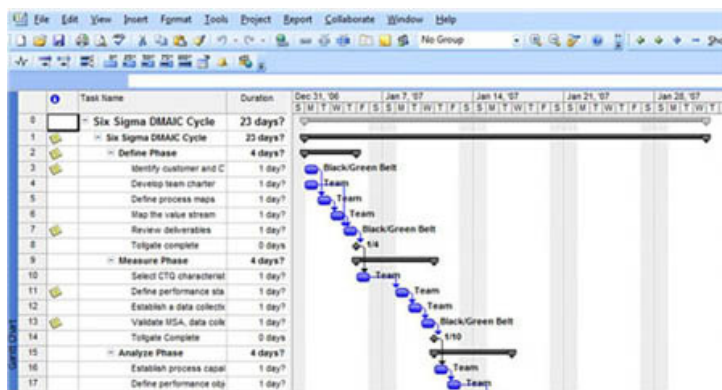 File Edit View Insert Format Tools Project Report Collaborate Window Help
No Group
Task Name Duration Dec 31, '06 Jan 7, '07 Jan 14, '07 Jan 21, '07 Jan 28, '07
S M T W T F S S M T W T F S S M T W T F S S M T W T F S S M T W T
0 Six Sigma DMAIC Cycle 23 days?
1 Six Sigma DMAIC Cycle 23 days?
2 Define Phase 4 days?
3 Identify customer and C 1 day? Black/Green Belt
4 Develop team charter 1 day? Team
5 Define process maps 1 day? Team
6 Map the value stream 1 day? Team
7 Review deliverables 1 day? Black/Green Belt
8 Tollgate complete 0 days 1/4
9 Measure Phase 4 days?
10 Select CTQ characterist 1 day? Team
11 Define performance sta 1 day? Team
12 Establish a data collectic 1 day? Team
13 Validate MSA, data colle 1 day? Black/Green Belt
14 Tollgate Complete 0 days 1/10
15 Analyze Phase 4 days?
16 Establish process capal 1 day? Team
17 Define performance obj 1 day? Team
Gantt Chart